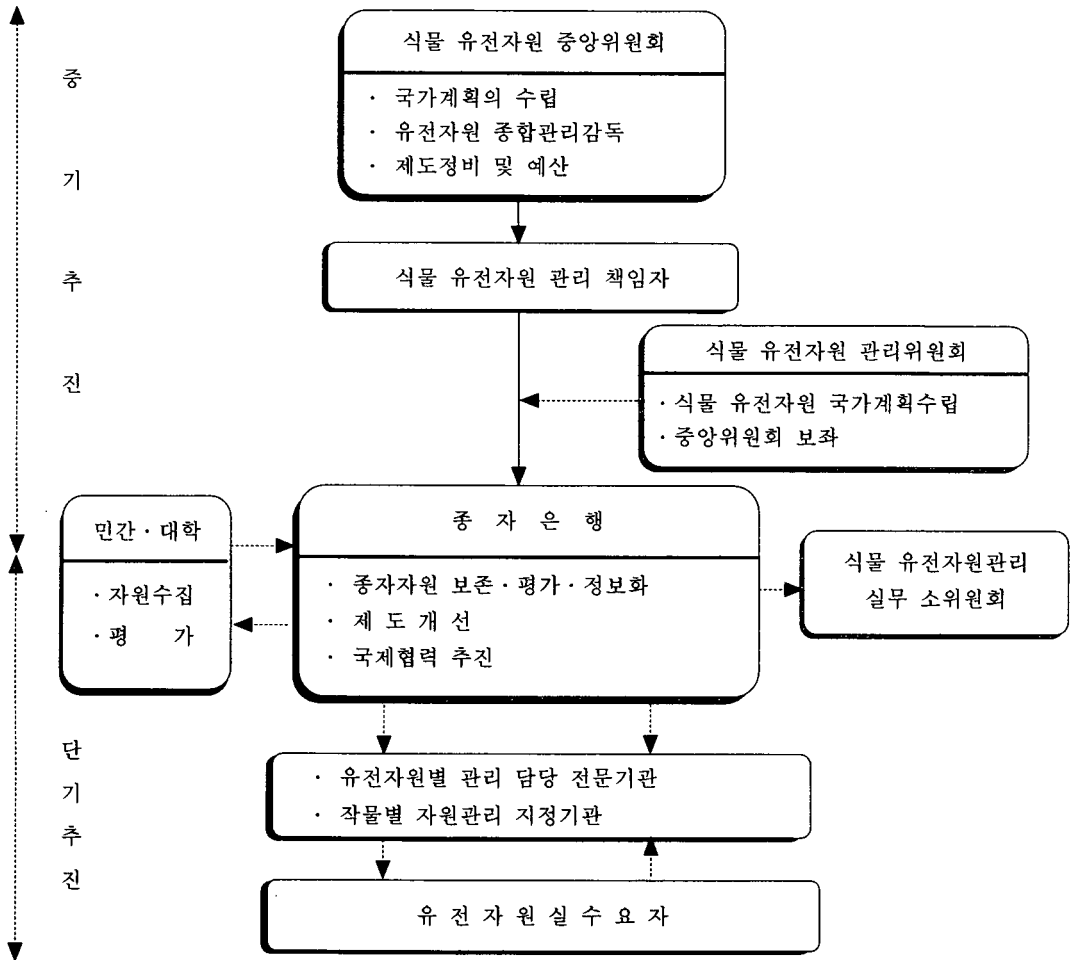 식물 유전자원 중앙위원회
· 국가계획의 수립
· 유전자원 종합관리감독
· 제도정비 및 예산
중
기
추
진
식물 유전자원 관리 책임자
식물 유전자원 관리위원회
· 식물 유전자원 국가계획수립
· 중앙위원회 보좌
민간 · 대학
· 자원수집
· 평 가
종 자 은 행
· 종자자원 보존 · 평가 · 정보화
· 제 도 개 선
· 국제협력 추진
식물 유전자원관리
실무 소위원회
단
기
추
진
· 유전자원별 관리 담당 전문기관
· 작물별 자원관리 지정기관
유 전 자 원 실 수 요 자